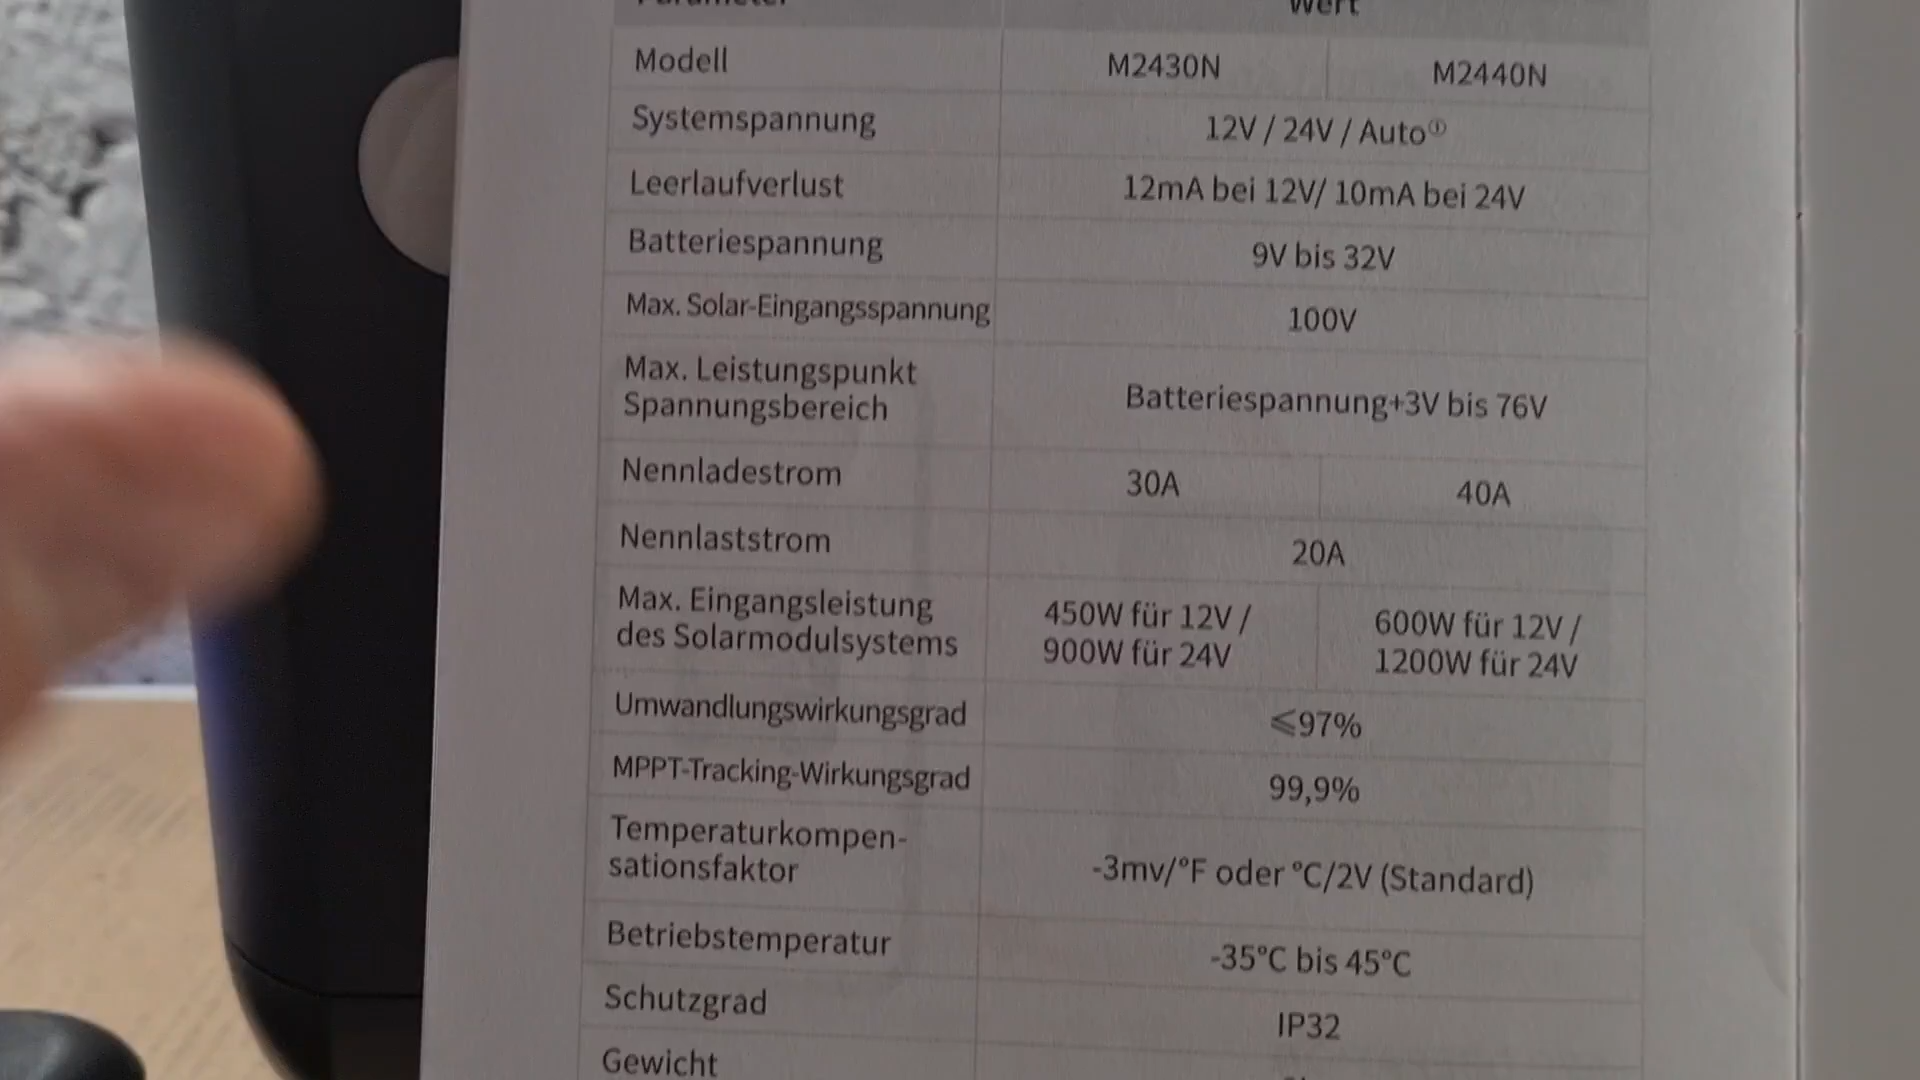 Parameter Wert
Modell M2430N M2440N
Systemspannung 12V / 24V / Auto①
Leerlaufverlust 12mA bei 12V/ 10mA bei 24V
Batteriespannung 9V bis 32V
Max. Solar-Eingangsspannung 100V
Max. Leistungspunkt
Spannungsbereich Batteriespannung+3V bis 76V
Nennladestrom 30A 40A
Nennlaststrom 20A
Max. Eingangsleistung 450W für 12V / 600W für 12V /
des Solarmodulsystems 900W für 24V 1200W für 24V
Umwandlungswirkungsgrad ⩽97%
MPPT-Tracking-Wirkungsgrad 99,9%
Temperaturkompen-
sationsfaktor -3mv/°F oder °C/2V (Standard)
Betriebstemperatur -35°C bis 45°C
Schutzgrad IP32
Gewicht